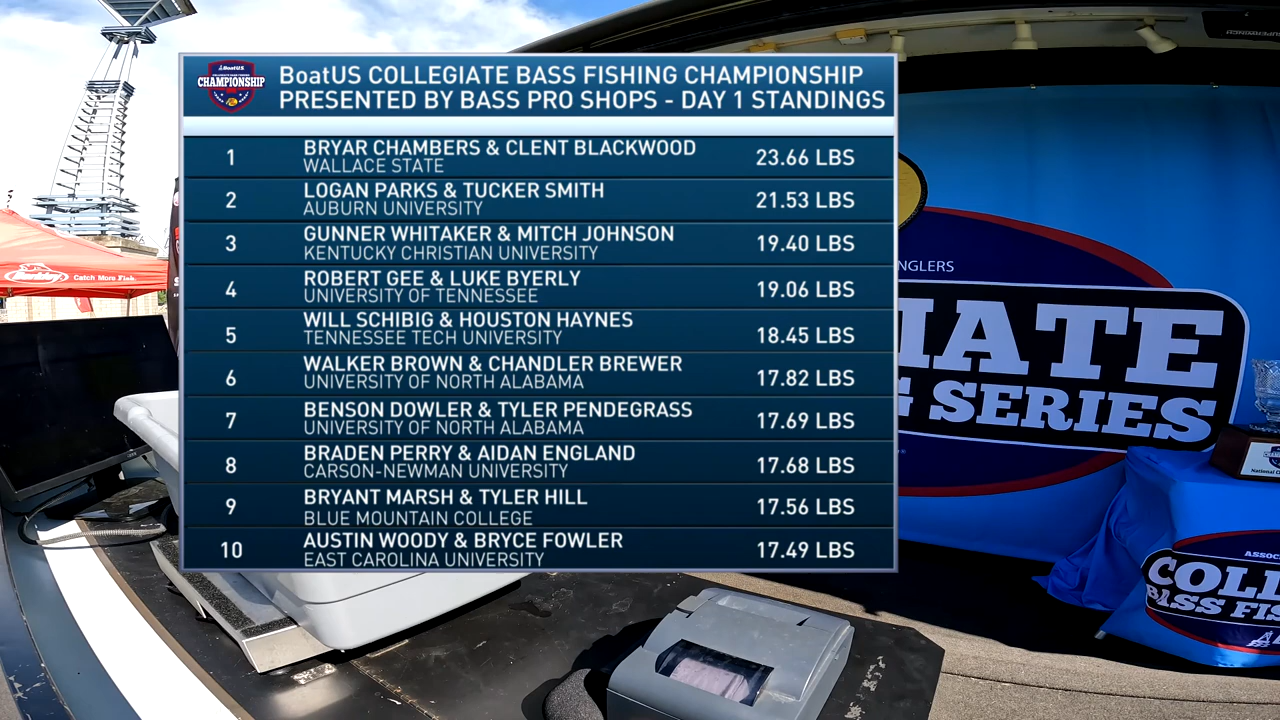 BoatUS
CHAMPIONSHIP
BoatUS COLLEGIATE BASS FISHING CHAMPIONSHIP
PRESENTED BY BASS PRO SHOPS - DAY 1 STANDINGS
1 BRYAR CHAMBERS & CLENT BLACKWOOD 23.66 LBS
WALLACE STATE
2 LOGAN PARKS & TUCKER SMITH 21.53 LBS
AUBURN UNIVERSITY
3 GUNNER WHITAKER & MITCH JOHNSON 19.40 LBS
KENTUCKY CHRISTIAN UNIVERSITY
4 ROBERT GEE & LUKE BYERLY 19.06 LBS
UNIVERSITY OF TENNESSEE
5 WILL SCHIBIG & HOUSTON HAYNES 18.45 LBS
TENNESSEE TECH UNIVERSITY
6 WALKER BROWN & CHANDLER BREWER 17.82 LBS
UNIVERSITY OF NORTH ALABAMA
7 BENSON DOWLER & TYLER PENDEGRASS 17.69 LBS
UNIVERSITY OF NORTH ALABAMA
8 BRADEN PERRY & AIDAN ENGLAND 17.68 LBS
CARSON-NEWMAN UNIVERSITY
9 BRYANT MARSH & TYLER HILL 17.56 LBS
BLUE MOUNTAIN COLLEGE
10 AUSTIN WOODY & BRYCE FOWLER 17.49 LBS
EAST CAROLINA UNIVERSITY
Berkley Catch More Fish.
NGLERS
IATE
G SERIES
National C
ASSOC
COLL
BASS FIS